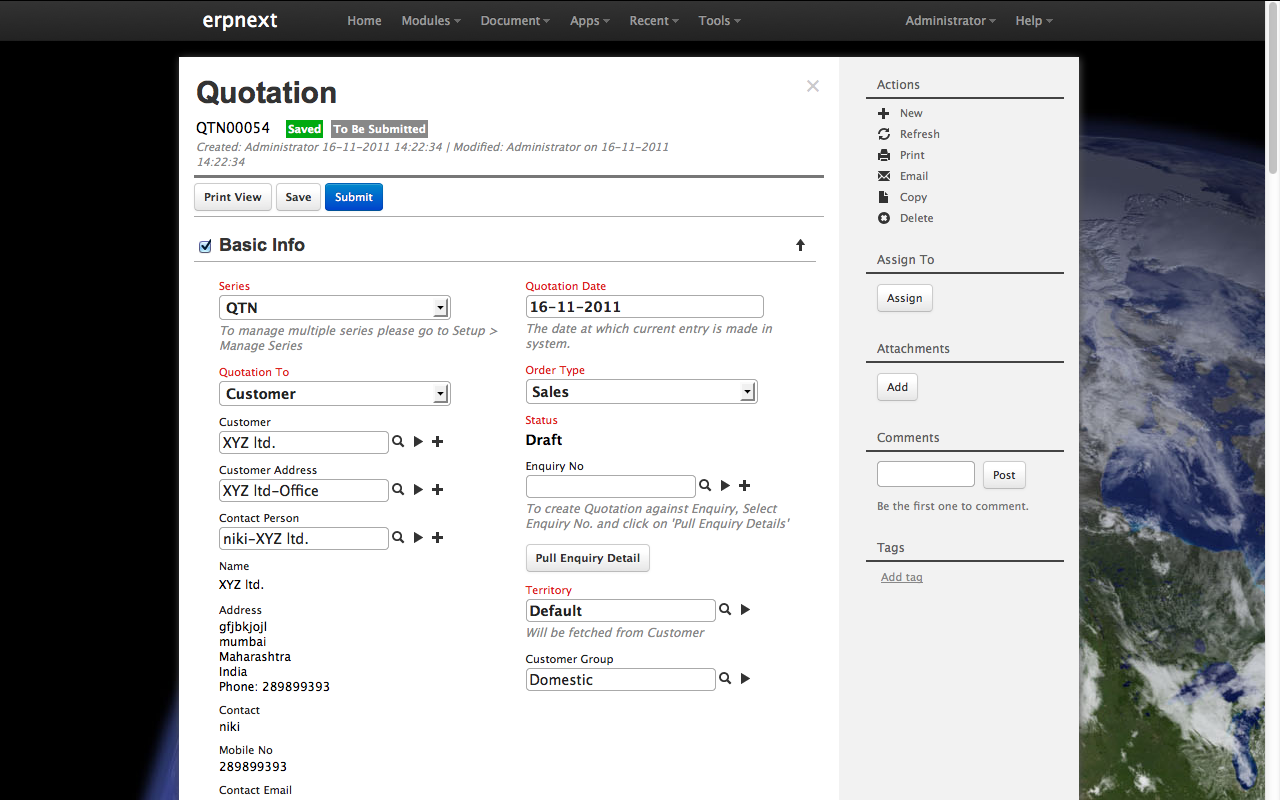 erpnext
Home Modules Document Apps Recent Tools Administrator Help
Quotation
QTN00054 Saved To Be Submitted
Created: Administrator 16-11-2011 14:22:34 | Modified: Administrator on 16-11-2011
14:22:34
Print View Save Submit
Basic Info
Series
QTN
To manage multiple series please go to Setup >
Manage Series
Quotation To
Customer
Customer
XYZ ltd.
Customer Address
XYZ ltd-Office
Contact Person
niki-XYZ ltd.
Name
XYZ ltd.
Address
gfjbkjojl
mumbai
Maharashtra
India
Phone: 289899393
Contact
niki
Mobile No
289899393
Contact Email
Quotation Date
16-11-2011
The date at which current entry is made in
system.
Order Type
Sales
Status
Draft
Enquiry No
To create Quotation against Enquiry, Select
Enquiry No. and click on 'Pull Enquiry Details'
Pull Enquiry Detail
Territory
Default
Will be fetched from Customer
Customer Group
Domestic
Actions
New
Refresh
Print
Email
Copy
Delete
Assign To
Assign
Attachments
Add
Comments
Post
Be the first one to comment.
Tags
Add tag